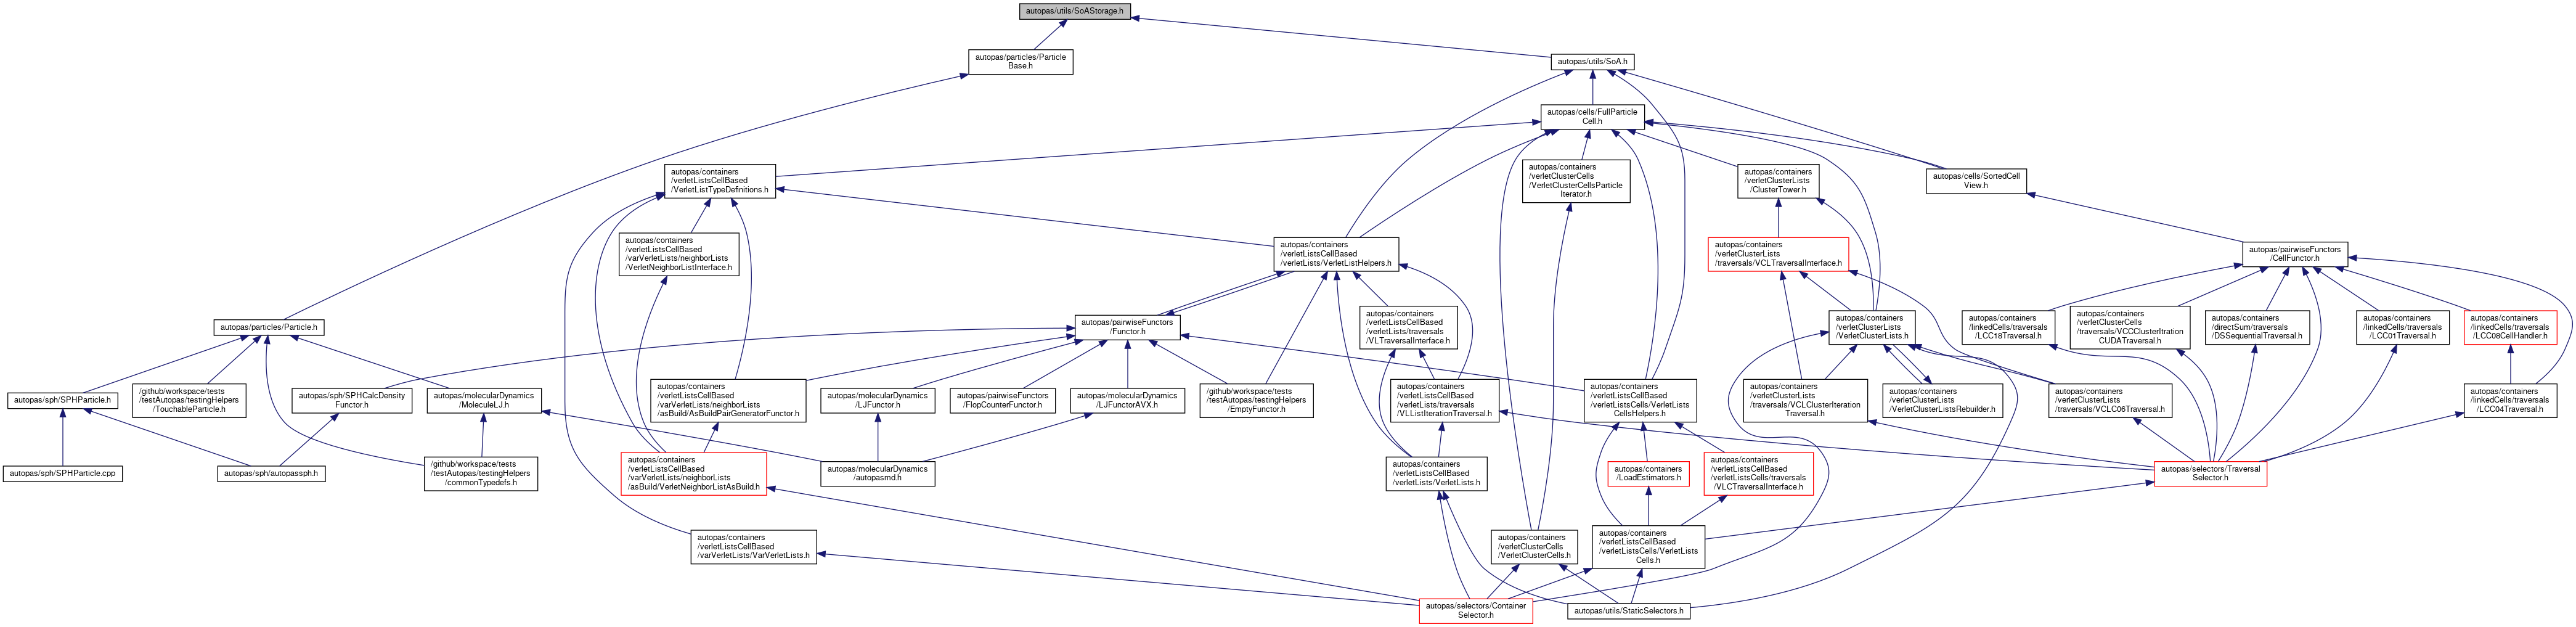 autopas/utils/SoAStorage.h
autopas/particles/Particle
Base.h
autopas/utils/SoA.h
autopas/cells/FullParticle
Cell.h
autopas/containers
/verletListsCellBased
/VerletListTypeDefinitions.h
autopas/containers
/verletClusterCells
/VerletClusterCellsParticle
Iterator.h
autopas/containers
/verletClusterLists
/ClusterTower.h
autopas/cells/SortedCell
View.h
autopas/containers
/verletListsCellBased
/varVerletLists/neighborLists
/VerletNeighborListInterface.h
autopas/containers
/verletListsCellBased
/verletLists/VerletListHelpers.h
autopas/containers
/verletClusterLists
/traversals/VCLTraversalInterface.h
autopas/pairwiseFunctors
/CellFunctor.h
autopas/particles/Particle.h
autopas/pairwiseFunctors
/Functor.h
autopas/containers
/verletListsCellBased
/verletLists/traversals
/VLTraversalInterface.h
autopas/containers
/verletClusterLists
/VerletClusterLists.h
autopas/containers
/linkedCells/traversals
/LCC18Traversal.h
autopas/containers
/verletClusterCells
/traversals/VCCClusterItration
CUDATraversal.h
autopas/containers
/directSum/traversals
/DSSequentialTraversal.h
autopas/containers
/linkedCells/traversals
/LCC01Traversal.h
autopas/containers
/linkedCells/traversals
/LCC08CellHandler.h
autopas/sph/SPHParticle.h
/github/workspace/tests
/testAutopas/testingHelpers
/TouchableParticle.h
autopas/sph/SPHCalcDensity
Functor.h
autopas/molecularDynamics
/MoleculeLJ.h
autopas/containers
/verletListsCellBased
/varVerletLists/neighborLists
/asBuild/AsBuildPairGeneratorFunctor.h
autopas/molecularDynamics
/LJFunctor.h
autopas/pairwiseFunctors
/FlopCounterFunctor.h
autopas/molecularDynamics
/LJFunctorAVX.h
/github/workspace/tests
/testAutopas/testingHelpers
/EmptyFunctor.h
autopas/containers
/verletListsCellBased
/verletLists/traversals
/VLListIterationTraversal.h
autopas/containers
/verletListsCellBased
/verletListsCells/VerletLists
CellsHelpers.h
autopas/containers
/verletClusterLists
/traversals/VCLClusterIteration
Traversal.h
autopas/containers
/verletClusterLists
/VerletClusterListsRebuilder.h
autopas/containers
/verletClusterLists
/traversals/VCLC06Traversal.h
autopas/containers
/linkedCells/traversals
/LCC04Traversal.h
autopas/sph/SPHParticle.cpp
autopas/sph/autopassph.h
/github/workspace/tests
/testAutopas/testingHelpers
/commonTypedefs.h
autopas/containers
/verletListsCellBased
/varVerletLists/neighborLists
/asBuild/VerletNeighborListAsBuild.h
autopas/molecularDynamics
/autopasmd.h
autopas/containers
/verletListsCellBased
/verletLists/VerletLists.h
autopas/containers
/LoadEstimators.h
autopas/containers
/verletListsCellBased
/verletListsCells/traversals
/VLCTraversalInterface.h
autopas/selectors/Traversal
Selector.h
autopas/containers
/verletListsCellBased
/varVerletLists/VarVerletLists.h
autopas/containers
/verletClusterCells
/VerletClusterCells.h
autopas/containers
/verletListsCellBased
/verletListsCells/VerletLists
Cells.h
autopas/selectors/Container
Selector.h
autopas/utils/StaticSelectors.h